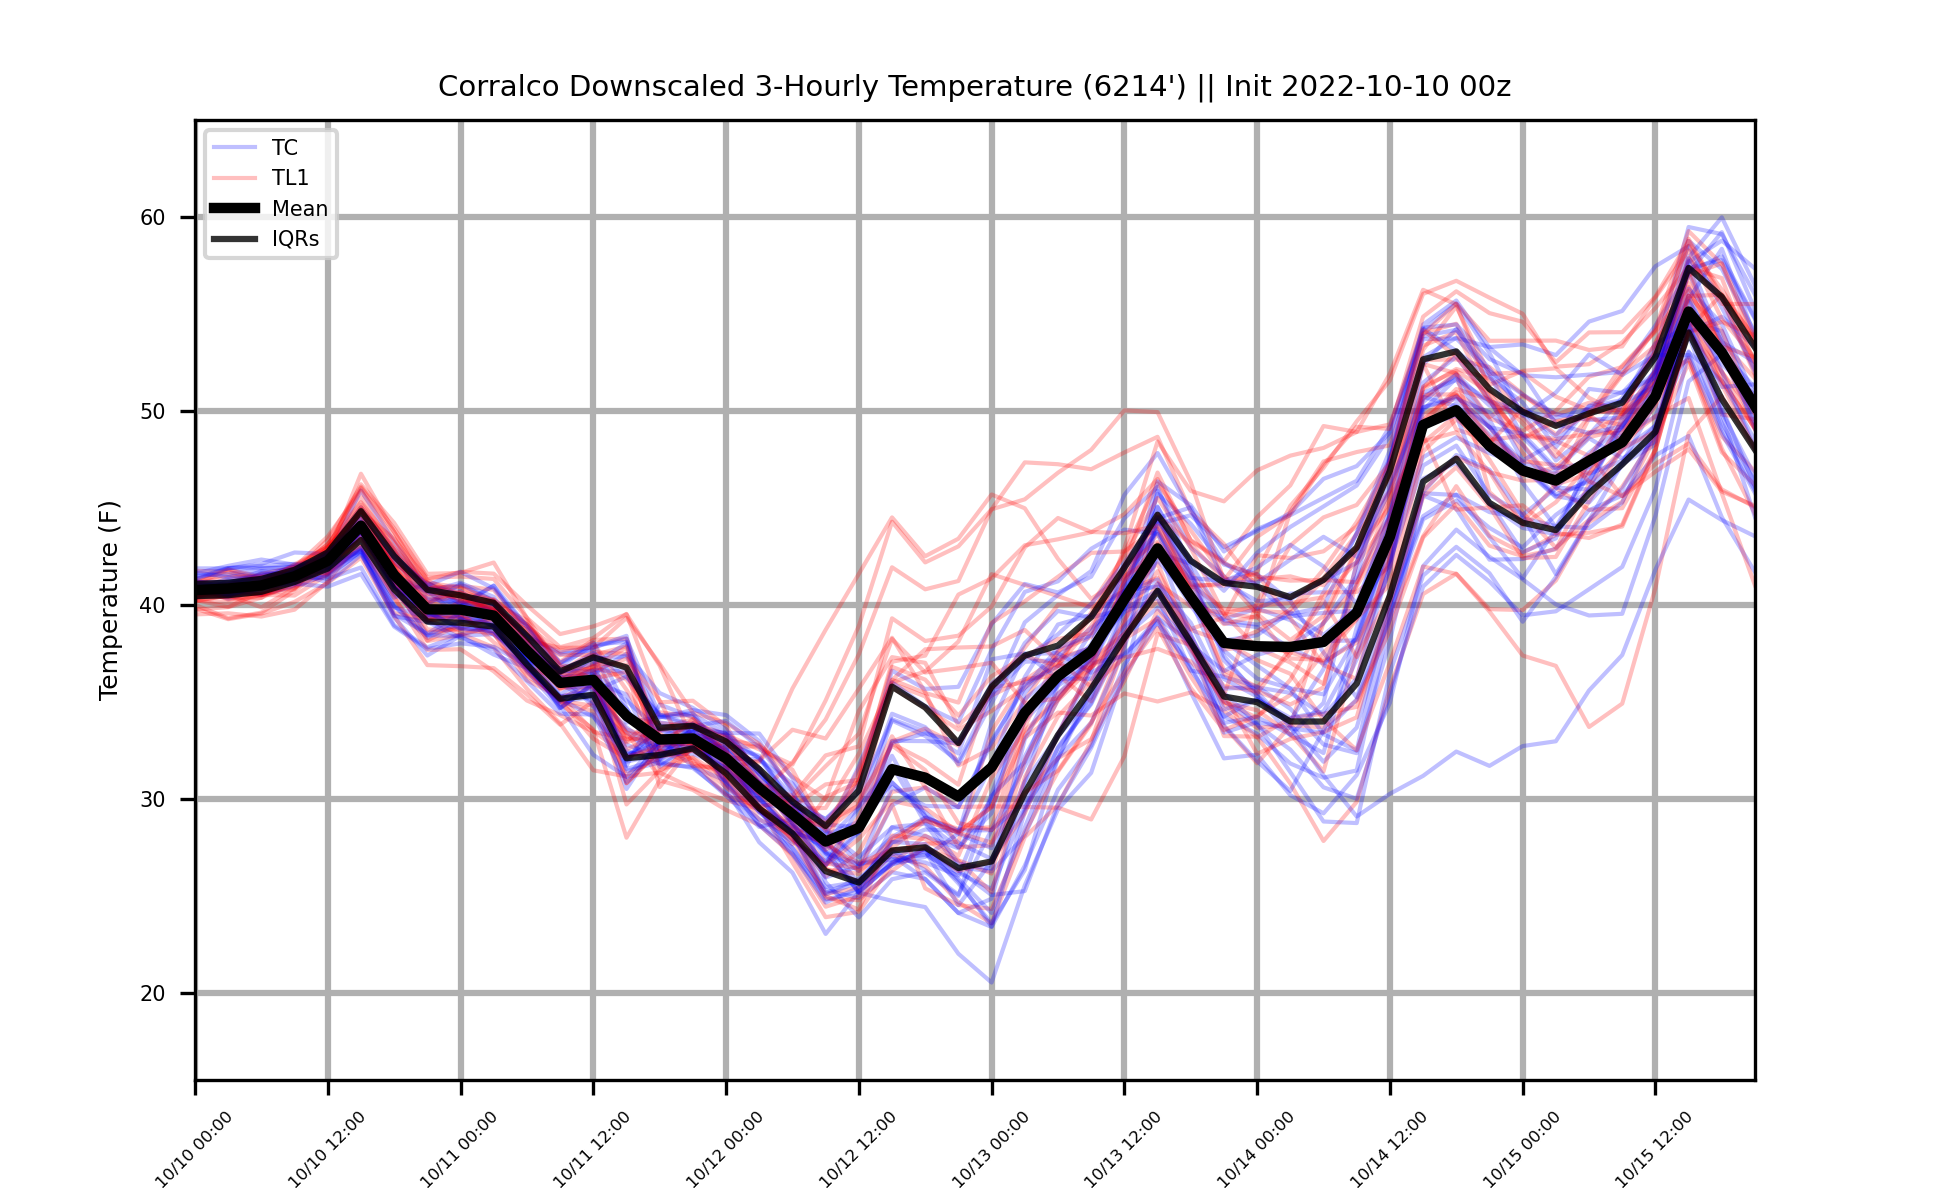 Corralco Downscaled 3-Hourly Temperature (6214') || Init 2022-10-10 00z
TC
TL1
Mean
IQRs
60
50
40
30
20
Temperature (F)
10/10 00:00
10/10 12:00
10/11 00:00
10/11 12:00
10/12 00:00
10/12 12:00
10/13 00:00
10/13 12:00
10/14 00:00
10/14 12:00
10/15 00:00
10/15 12:00